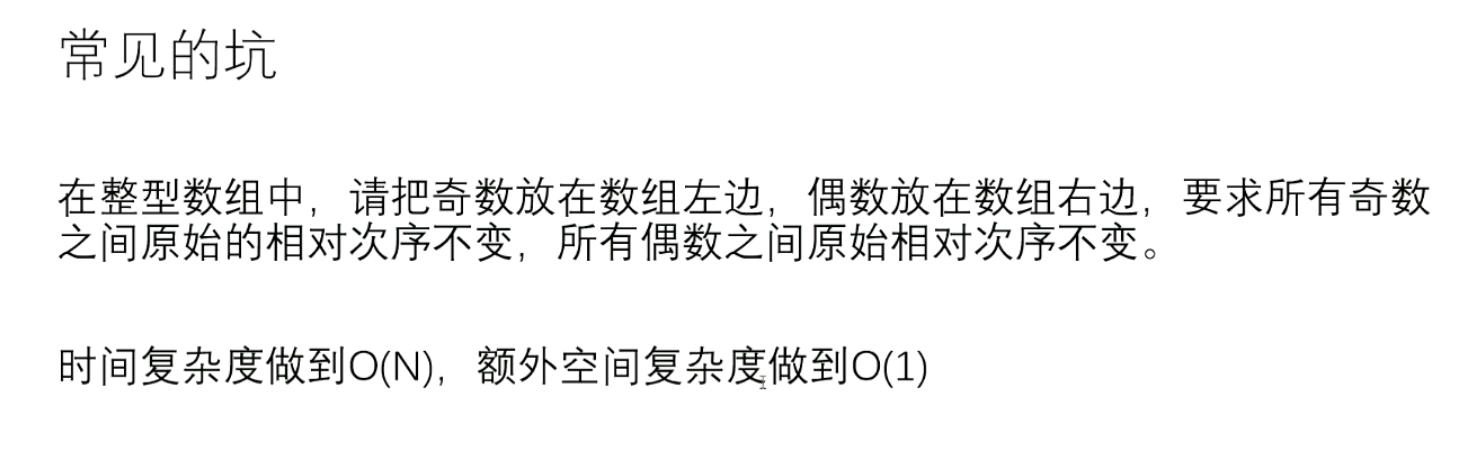 常见的坑
在整型数组中，请把奇数放在数组左边，偶数放在数组右边，要求所有奇数
之间原始的相对次序不变，所有偶数之间原始相对次序不变。
时间复杂度做到O(N)，额外空间复杂度做到O(1)